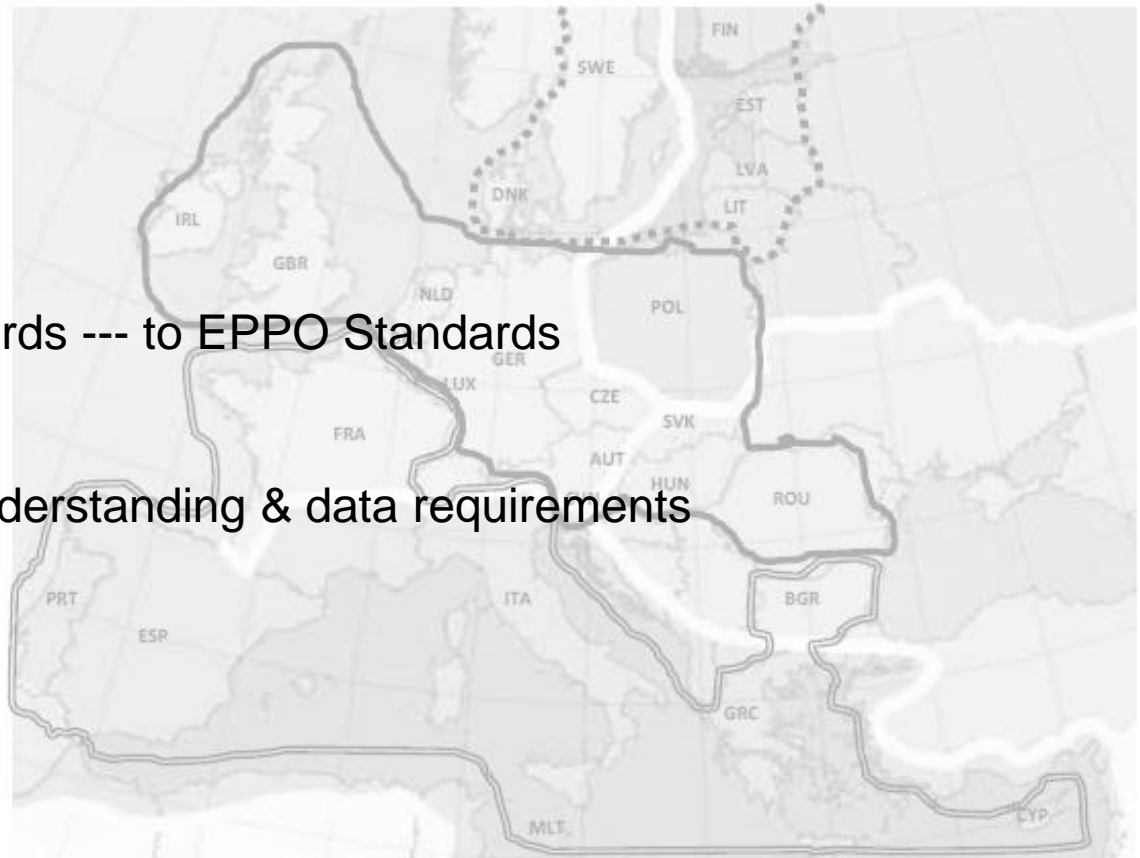 FIN
SWE
EST
LVA
DNK
LIT
IRL
GBR
NLD
POL
rds --- to EPPO Standards
GER
LUX
CZE
SVK
FRA
AUT
HUN
derstanding & data requirements
ROU
PRT
ITA
BGR
ESP
GRC
MLT
CYP